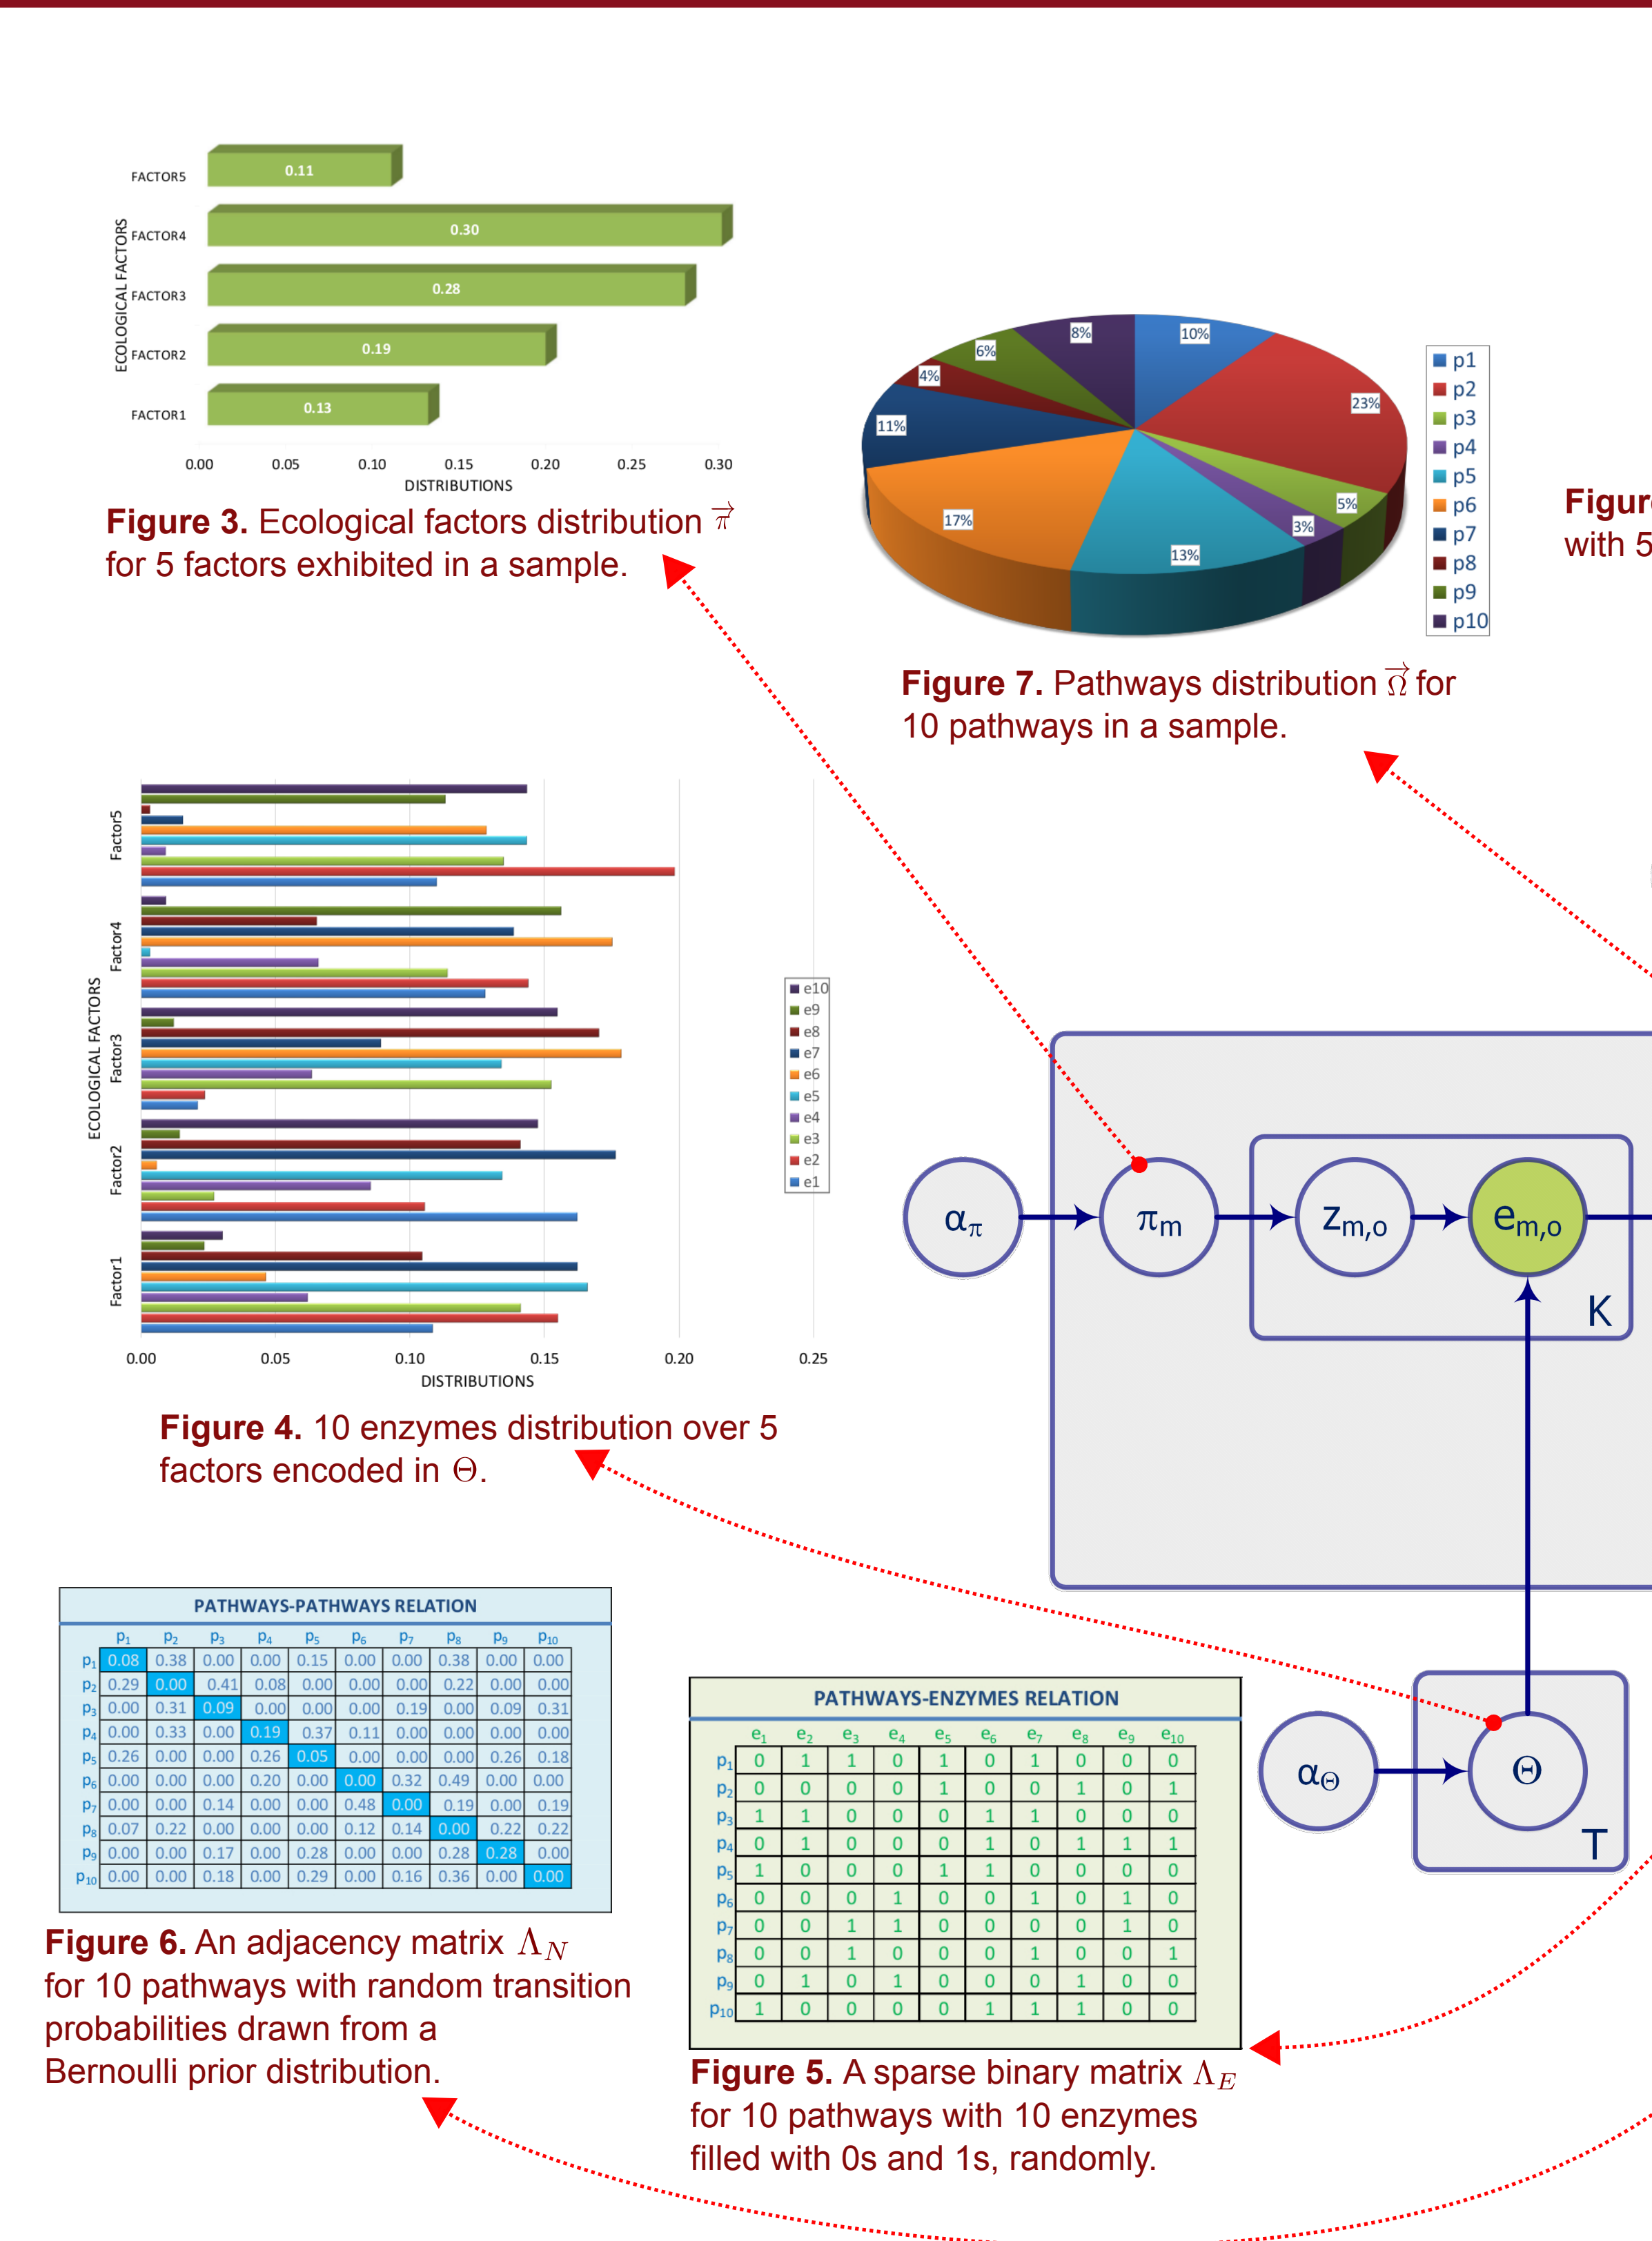 FACTOR5
0.11
FACTOR4
0.30
FACTOR3
0.28
FACTOR2
0.19
FACTOR1
0.13
ECOLOGICAL FACTORS
0.00 0.05 0.10 0.15 0.20 0.25 0.30
DISTRIBUTIONS
Figure 3. Ecological factors distribution π⃗
for 5 factors exhibited in a sample.
10%
23%
5%
3%
13%
17%
11%
4%
6%
8%
p1
p2
p3
p4
p5
p6
p7
p8
p9
p10
Figure 7. Pathways distribution Ω⃗ for
10 pathways in a sample.
Figur
with 5
Factor5
Factor4
Factor3
Factor2
Factor1
ECOLOGICAL FACTORS
e10
e9
e8
e7
e6
e5
e4
e3
e2
e1
0.00 0.05 0.10 0.15 0.20 0.25
DISTRIBUTIONS
Figure 4. 10 enzymes distribution over 5
factors encoded in Θ.
απ
πm
zm,o
em,o
K
αΘ
Θ
T
PATHWAYS-PATHWAYS RELATION
p1 p2 p3 p4 p5 p6 p7 p8 p9 p10
p1 0.08 0.38 0.00 0.00 0.15 0.00 0.00 0.38 0.00 0.00
p2 0.29 0.00 0.41 0.08 0.00 0.00 0.00 0.22 0.00 0.00
p3 0.00 0.31 0.09 0.00 0.00 0.00 0.19 0.00 0.09 0.31
p4 0.00 0.33 0.00 0.19 0.37 0.11 0.00 0.00 0.00 0.00
p5 0.26 0.00 0.00 0.26 0.05 0.00 0.00 0.00 0.26 0.18
p6 0.00 0.00 0.00 0.20 0.00 0.00 0.32 0.49 0.00 0.00
p7 0.00 0.00 0.14 0.00 0.00 0.48 0.00 0.19 0.00 0.19
p8 0.07 0.22 0.00 0.00 0.00 0.12 0.14 0.00 0.22 0.22
p9 0.00 0.00 0.17 0.00 0.28 0.00 0.00 0.28 0.28 0.00
p10 0.00 0.00 0.18 0.00 0.29 0.00 0.16 0.36 0.00 0.00
Figure 6. An adjacency matrix ΛN
for 10 pathways with random transition
probabilities drawn from a
Bernoulli prior distribution.
PATHWAYS-ENZYMES RELATION
e1 e2 e3 e4 e5 e6 e7 e8 e9 e10
p1 0 1 1 0 1 0 1 0 0 0
p2 0 0 0 0 1 0 0 1 0 1
p3 1 1 0 0 0 1 1 0 0 0
p4 0 1 0 0 0 1 0 1 1 1
p5 1 0 0 0 1 1 0 0 0 0
p6 0 0 0 1 0 0 1 0 1 0
p7 0 0 1 1 0 0 0 0 1 0
p8 0 0 1 0 0 0 1 0 0 1
p9 0 1 0 1 0 0 0 1 0 0
p10 1 0 0 0 0 1 1 1 0 0
Figure 5. A sparse binary matrix ΛE
for 10 pathways with 10 enzymes
filled with 0s and 1s, randomly.